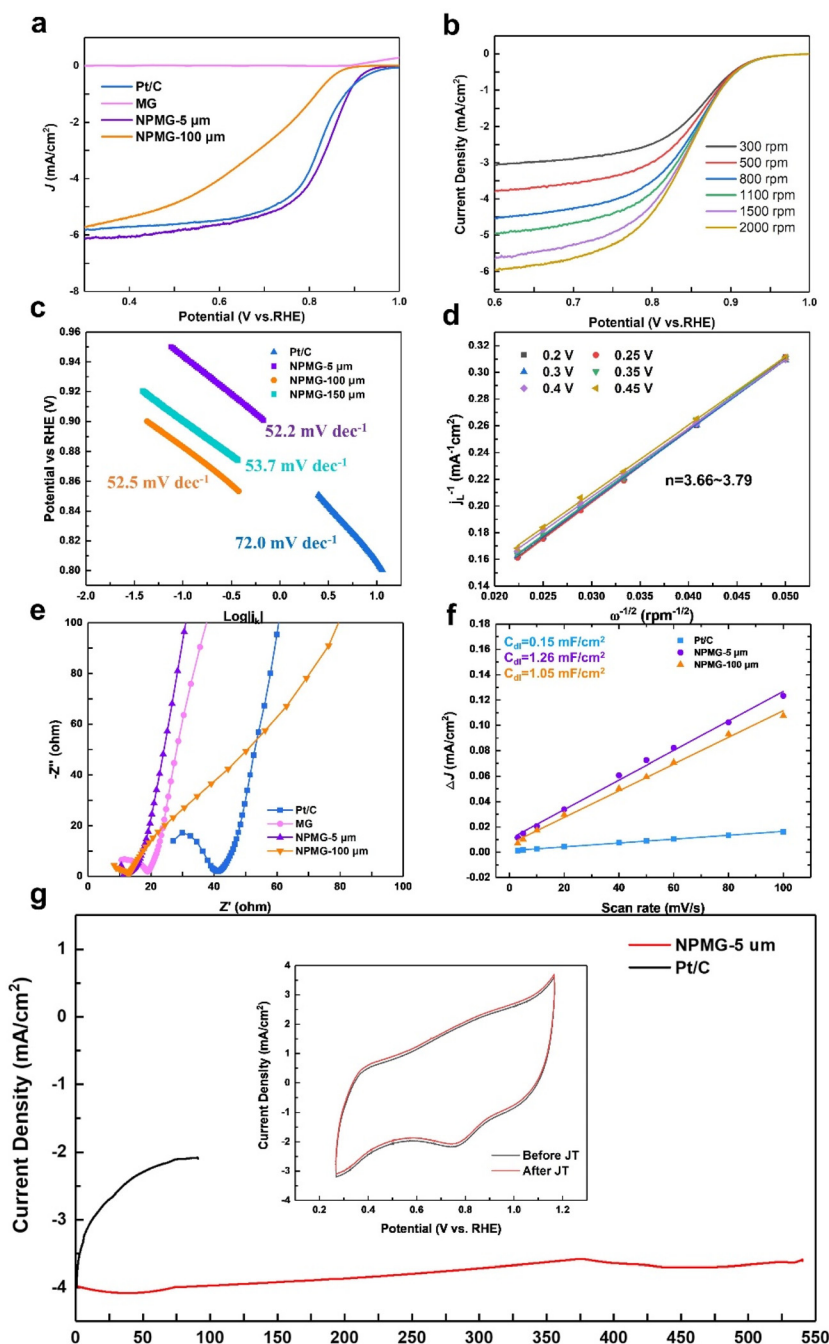 a
0
-2
-4
-6
-8
J (mA/cm²)
Pt/C
MG
NPMG-5 μm
NPMG-100 μm
0.4
0.6
0.8
1.0
Potential (V vs.RHE)
b
0
-1
-2
-3
-4
-5
-6
Current Density (mA/cm²)
300 rpm
500 rpm
800 rpm
1100 rpm
1500 rpm
2000 rpm
0.6
0.7
0.8
0.9
1.0
Potential (V vs.RHE)
c
0.96
0.94
0.92
0.90
0.88
0.86
0.84
0.82
0.80
Potential vs RHE (V)
Pt/C
NPMG-5 μm
NPMG-100 μm
NPMG-150 μm
52.2 mV dec⁻¹
53.7 mV dec⁻¹
52.5 mV dec⁻¹
72.0 mV dec⁻¹
-2.0
-1.5
-1.0
-0.5
0.0
0.5
1.0
Log|jₖ|
d
0.32
0.30
0.28
0.26
0.24
0.22
0.20
0.18
0.16
0.14
j_L⁻¹ (mA⁻¹cm²)
0.2 V
0.25 V
0.3 V
0.35 V
0.4 V
0.45 V
n=3.66~3.79
0.020
0.025
0.030
0.035
0.040
0.045
0.050
ω⁻¹/² (rpm⁻¹/²)
e
100
80
60
40
20
0
-Z'' (ohm)
Pt/C
MG
NPMG-5 μm
NPMG-100 μm
0
20
40
60
80
100
Z' (ohm)
f
0.18
0.16
0.14
0.12
0.10
0.08
0.06
0.04
0.02
0.00
-0.02
ΔJ (mA/cm²)
C_dl=0.15 mF/cm²
C_dl=1.26 mF/cm²
C_dl=1.05 mF/cm²
Pt/C
NPMG-5 μm
NPMG-100 μm
0
20
40
60
80
100
Scan rate (mV/s)
g
1
0
-1
-2
-3
-4
Current Density (mA/cm²)
NPMG-5 um
Pt/C
4
3
2
1
0
-1
-2
-3
-4
Current Density (mA/cm²)
Before JT
After JT
0.2
0.4
0.6
0.8
1.0
1.2
Potential (V vs. RHE)
0
25
50
75
100
125
150
175
200
225
250
275
300
325
350
375
400
425
450
475
500
525
550